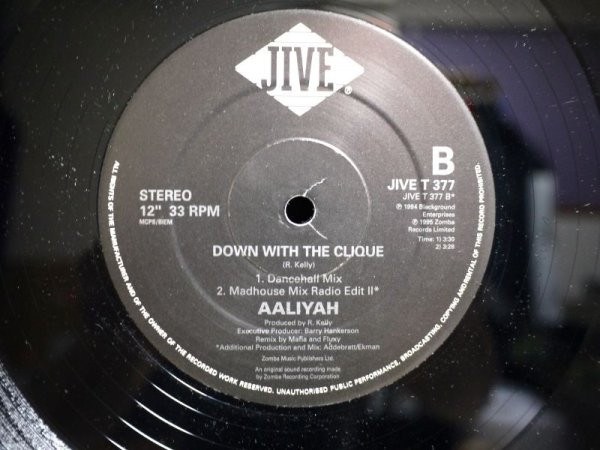 JIVE
®
B
JIVE T 377
JIVE T 377 B*
STEREO
12" 33 RPM
MCPS/BIEM
℗ 1994 Blackground
Enterprises
℗ 1995 Zomba
Records Limited
Time: 1) 3:30
2) 3:28
DOWN WITH THE CLIQUE
(R. Kelly)
1. Dancehall Mix
2. Madhouse Mix Radio Edit II*
AALIYAH
Produced by R. Kelly
Executive Producer: Barry Hankerson
Remix by Mafia and Fluxy
*Additional Production and Mix: Addebratt/Ekman
Zomba Music Publishers Ltd.
An original sound recording made
by Zomba Recording Corporation
ALL RIGHTS OF THE MANUFACTURER AND OF THE OWNER OF THE RECORDED WORK RESERVED. UNAUTHORISED PUBLIC PERFORMANCE, BROADCASTING, COPYING AND RENTAL OF THIS RECORD PROHIBITED.